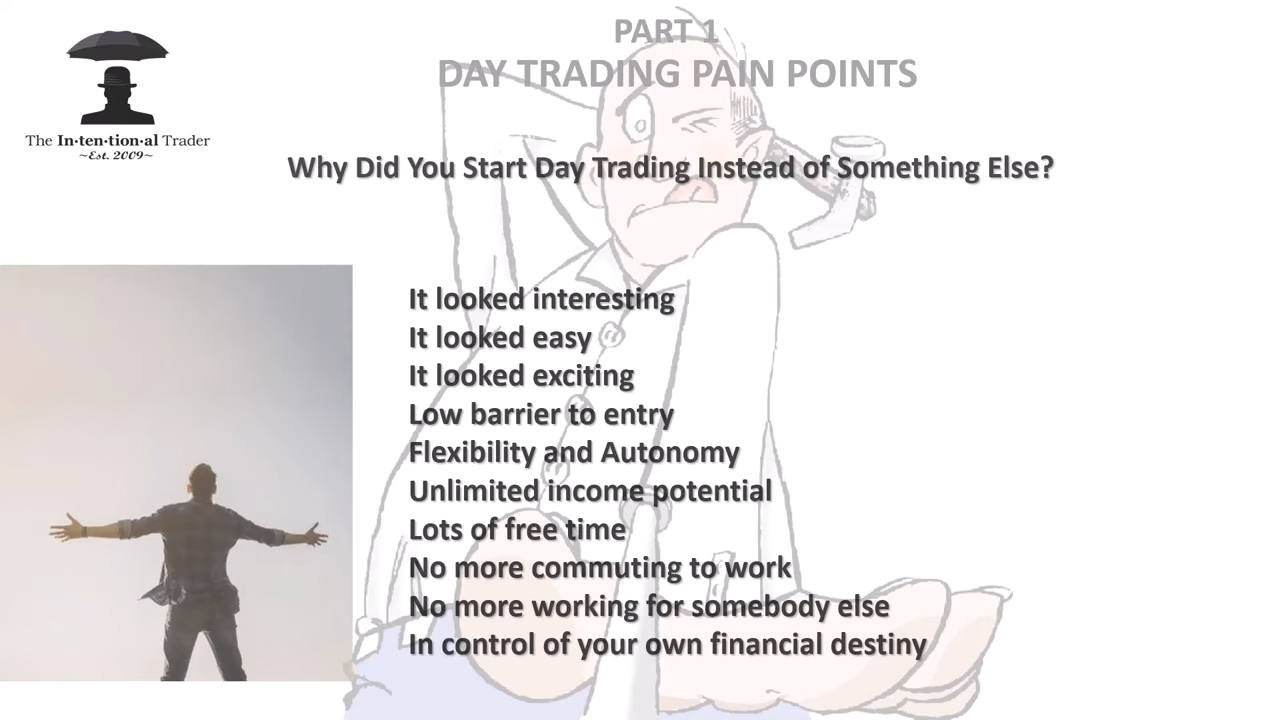 PART 1
DAY TRADING PAIN POINTS
The In·ten·tion·al Trader
~Est. 2009~
Why Did You Start Day Trading Instead of Something Else?
It looked interesting
It looked easy
It looked exciting
Low barrier to entry
Flexibility and Autonomy
Unlimited income potential
Lots of free time
No more commuting to work
No more working for somebody else
In control of your own financial destiny